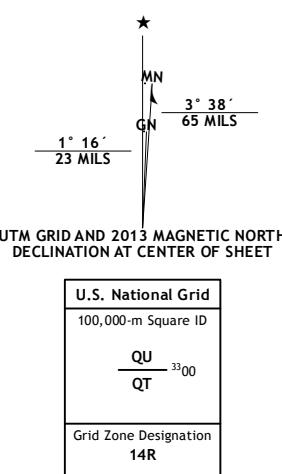 ★
MN
3° 38´
65 MILS
GN
1° 16´
23 MILS
UTM GRID AND 2013 MAGNETIC NORTH
DECLINATION AT CENTER OF SHEET
U.S. National Grid
100,000-m Square ID
QU
3300
QT
Grid Zone Designation
14R